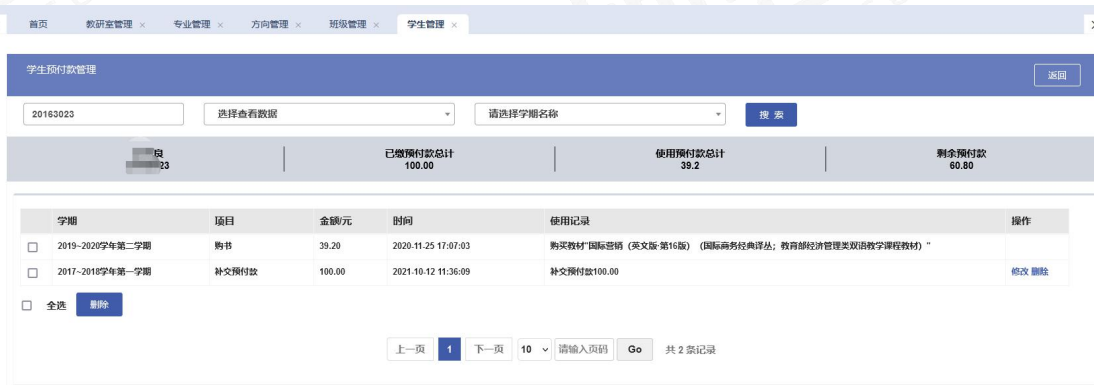 首页 教研室管理 × 专业管理 × 方向管理 × 班级管理 × 学生管理 ×
学生预付款管理 返回
20163023 选择查看数据 请选择学期名称 搜 索
良 已缴预付款总计 使用预付款总计 剩余预付款
23 100.00 39.2 60.80
学期 项目 金额/元 时间 使用记录 操作
2019~2020学年第二学期 购书 39.20 2020-11-25 17:07:03 购买教材"国际营销（英文版·第16版）（国际商务经典译丛；教育部经济管理类双语教学课程教材）"
2017~2018学年第一学期 补交预付款 100.00 2021-10-12 11:36:09 补交预付款100.00 修改 删除
全选 删除
上一页 1 下一页 10 请输入页码 Go 共 2 条记录